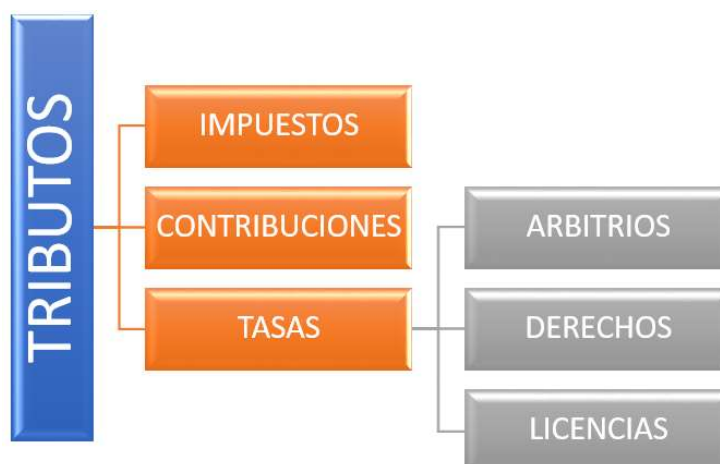 TRIBUTOS
IMPUESTOS
CONTRIBUCIONES
TASAS
ARBITRIOS
DERECHOS
LICENCIAS